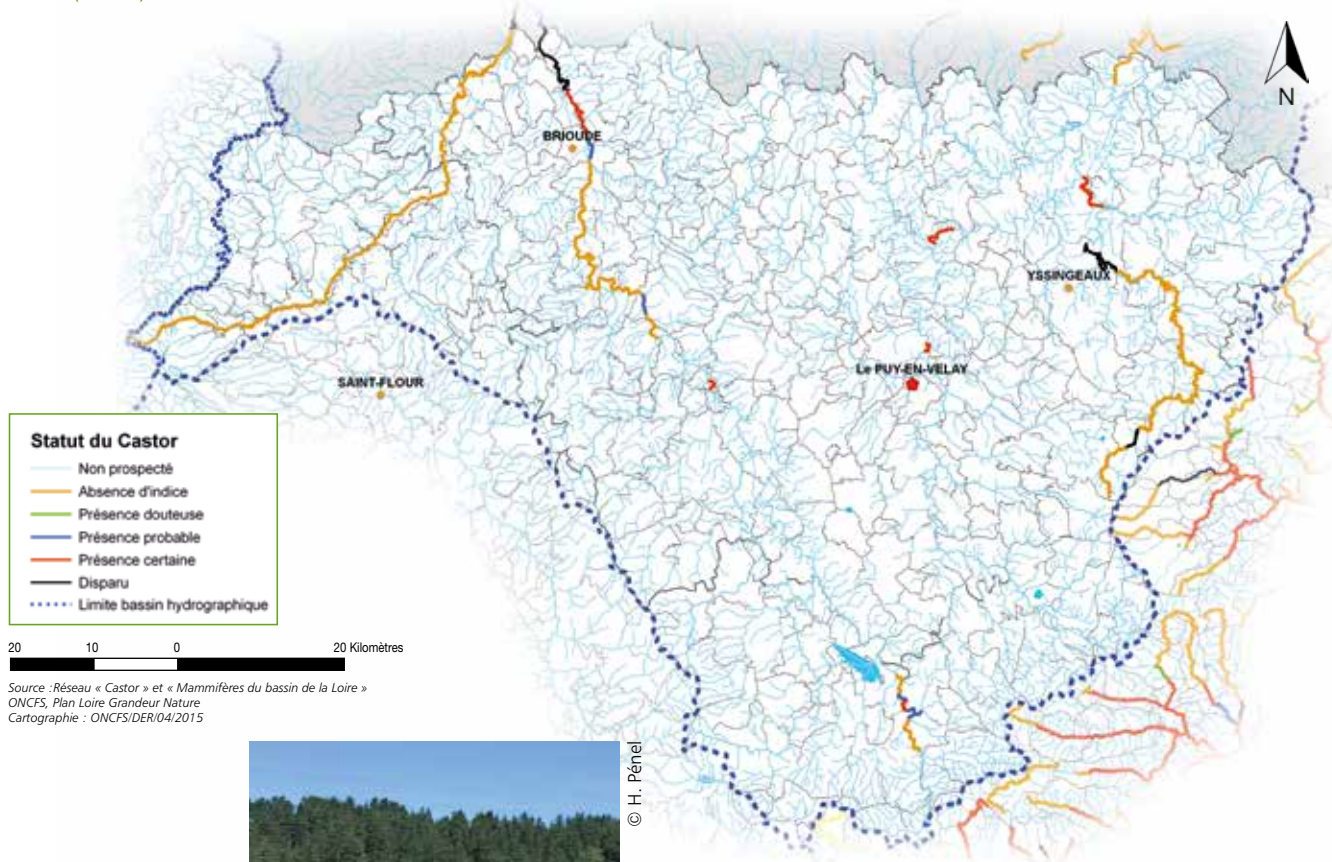 N
BRIOUDE
YSSINGEAUX
Le PUY-EN-VELAY
SAINT-FLOUR
Statut du Castor
Non prospecté
Absence d'indice
Présence douteuse
Présence probable
Présence certaine
Disparu
Limite bassin hydrographique
20 10 0 20 Kilomètres
Source :Réseau « Castor » et « Mammifères du bassin de la Loire »
ONCFS, Plan Loire Grandeur Nature
Cartographie : ONCFS/DER/04/2015
© H. Pénel